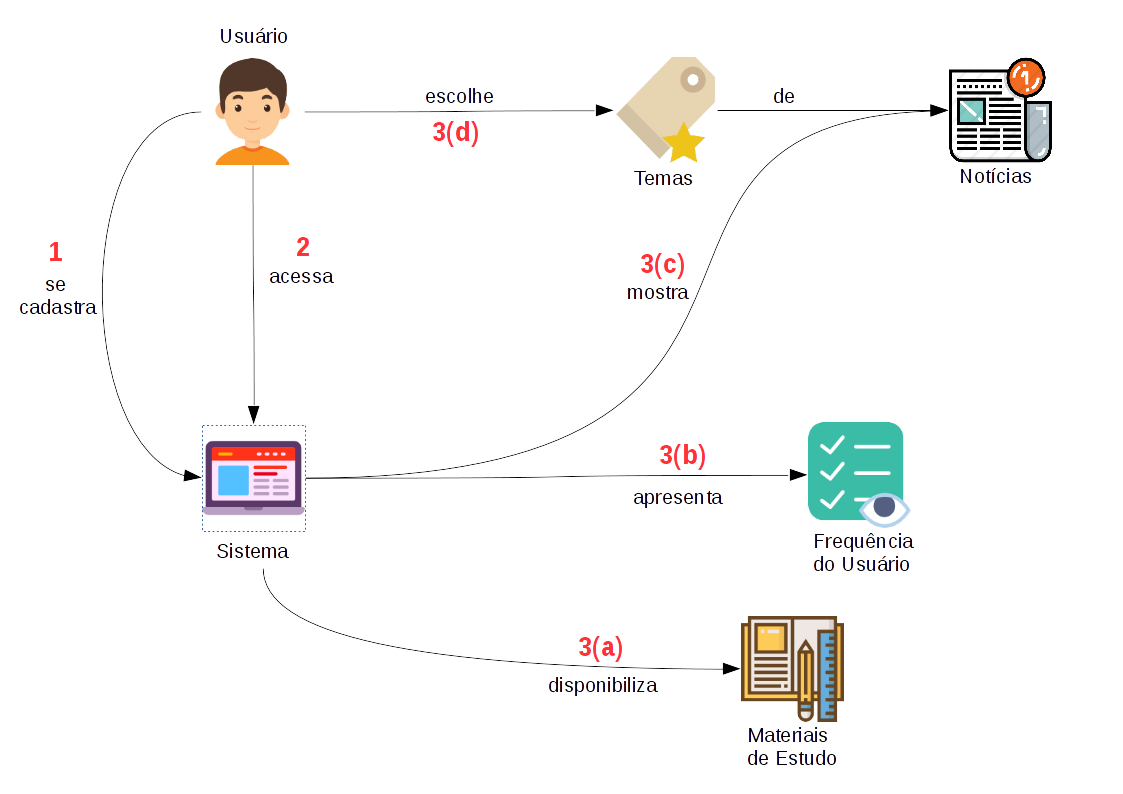 Usuário
escolhe
3(d)
Temas
de
Notícias
1
se
cadastra
2
acessa
3(c)
mostra
Sistema
3(b)
apresenta
Frequência
do Usuário
3(a)
disponibiliza
Materiais
de Estudo